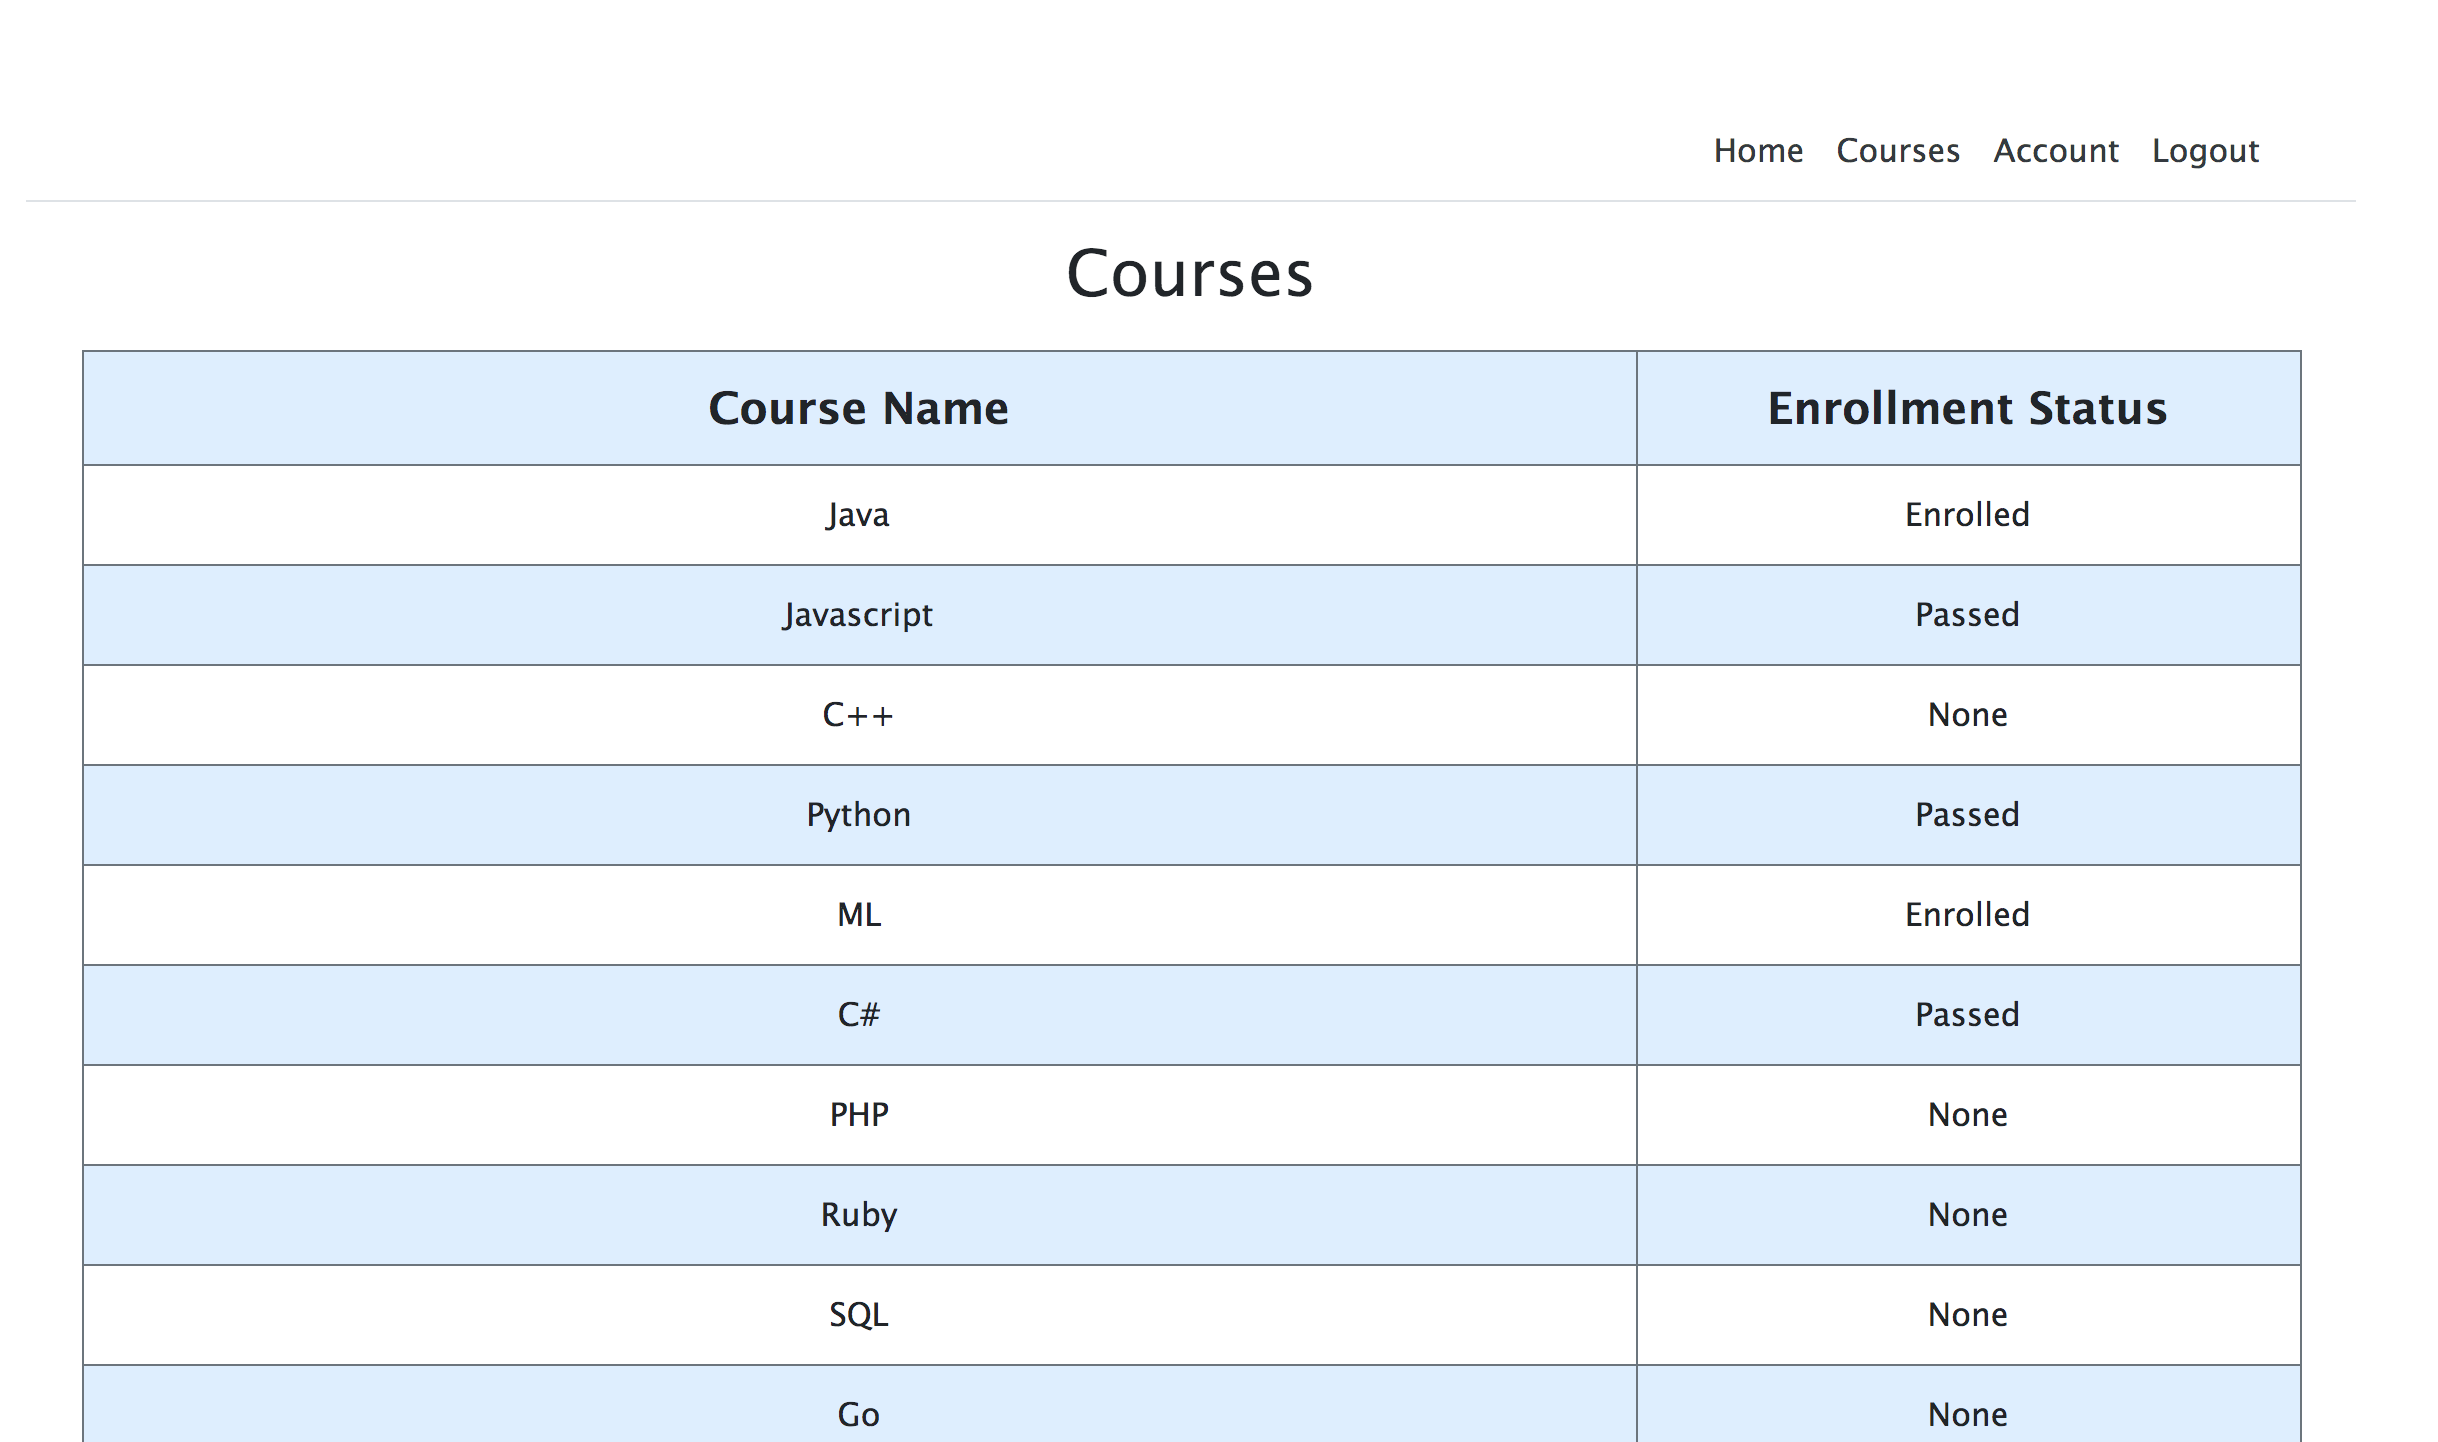 Home Courses Account Logout
Courses
Course Name Enrollment Status
Java Enrolled
Javascript Passed
C++ None
Python Passed
ML Enrolled
C# Passed
PHP None
Ruby None
SQL None
Go None